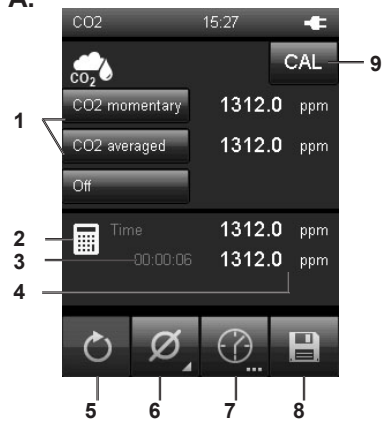 A.
CO2 15:27
CO2
CAL 9
1
CO2 momentary 1312.0 ppm
CO2 averaged 1312.0 ppm
Off
2 Time 1312.0 ppm
3 00:00:06 1312.0 ppm
4
5 6 7 8